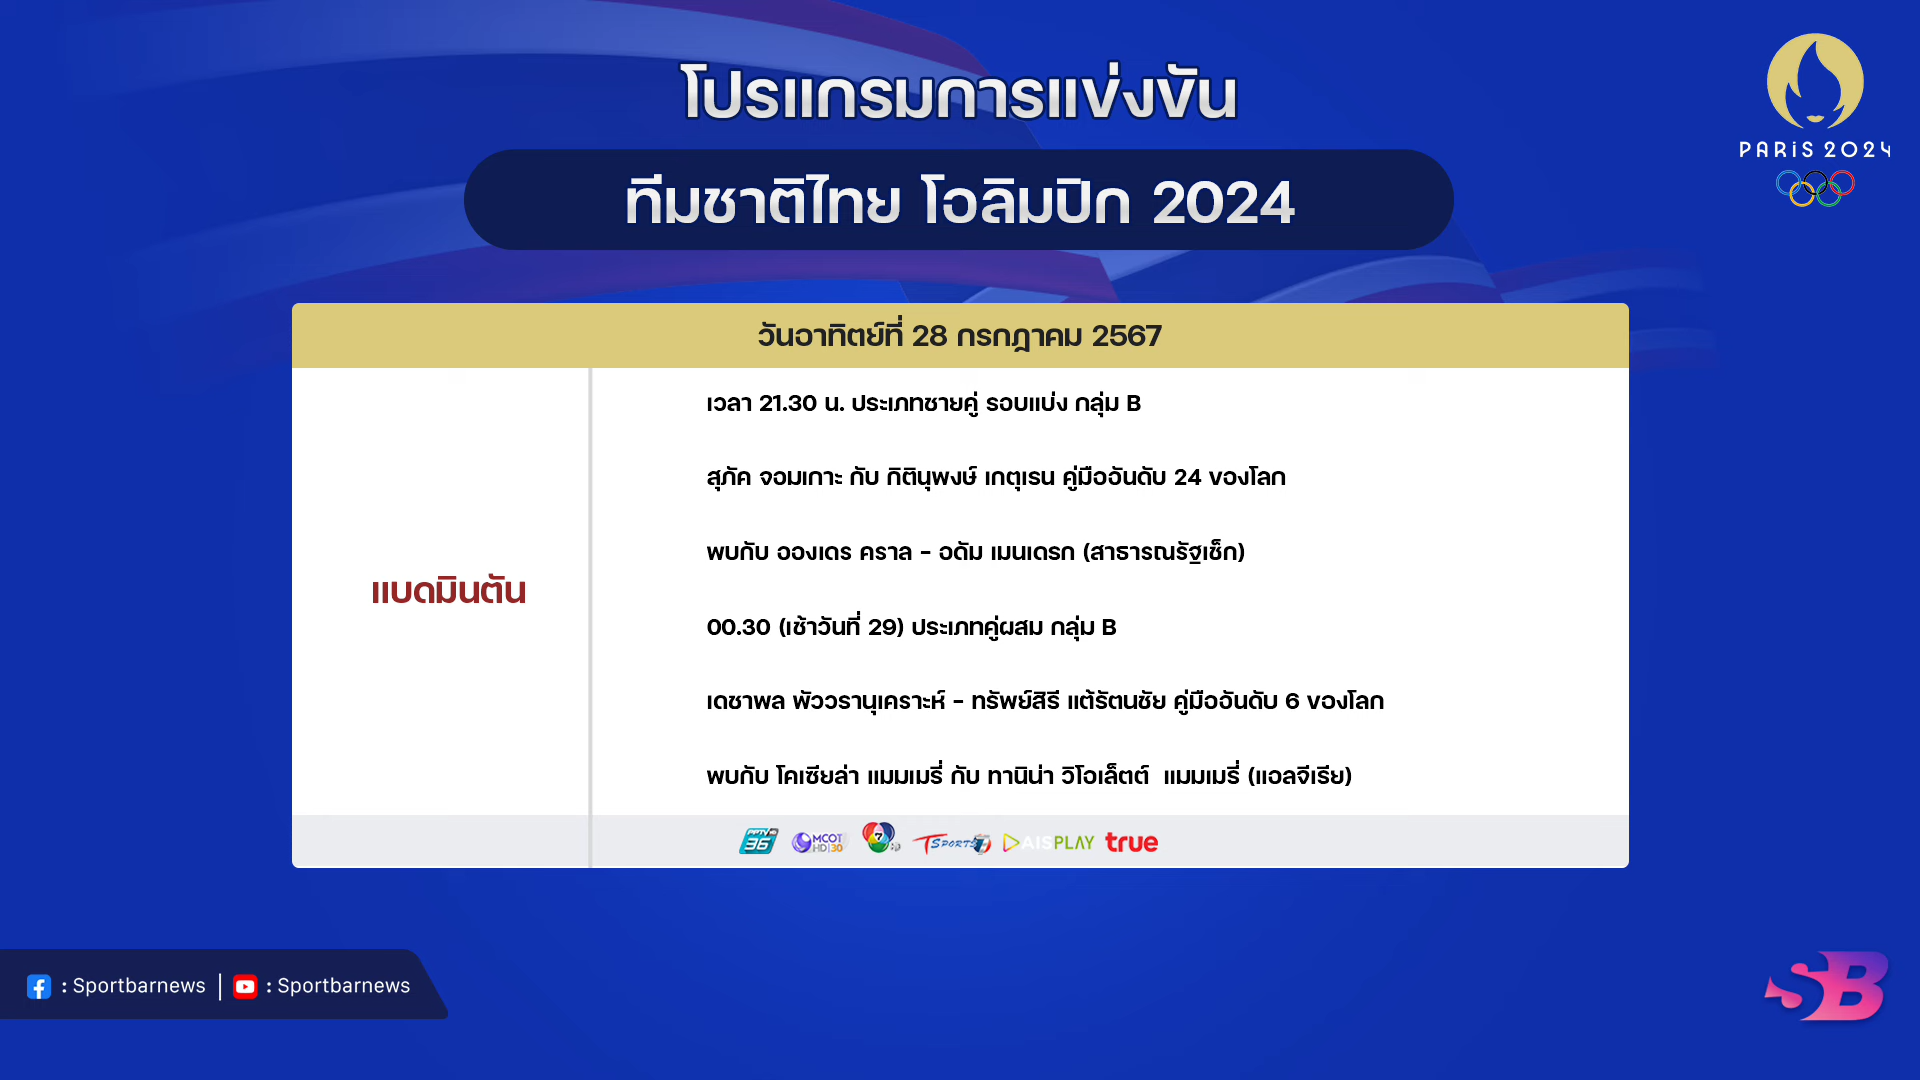 โปรแกรมการแข่งขัน
PARIS 2024
ทีมชาติไทย โอลิมปิก 2024
วันอาทิตย์ที่ 28 กรกฎาคม 2567
เวลา 21.30 น. ประเภทชายคู่ รอบแบ่ง กลุ่ม B
สุภัค จอมเกาะ กับ กิตินุพงษ์ เกตุเรน คู่มืออันดับ 24 ของโลก
พบกับ อองเดร คราล - อดัม เมนเดรก (สาธารณรัฐเช็ก)
แบดมินตัน
00.30 (เช้าวันที่ 29) ประเภทคู่ผสม กลุ่ม B
เดชาพล พัววรานุเคราะห์ - ทรัพย์สิรี แต้รัตนชัย คู่มืออันดับ 6 ของโลก
พบกับ โคเซียล่า แมมเมรี่ กับ ทานิน่า วิโอเล็ตต์ แมมเมรี่ (แอลจีเรีย)
PPTV HD 36 MCOT HD 30 7 HD T SPORTS 7 AISPLAY true
: Sportbarnews | : Sportbarnews
SB